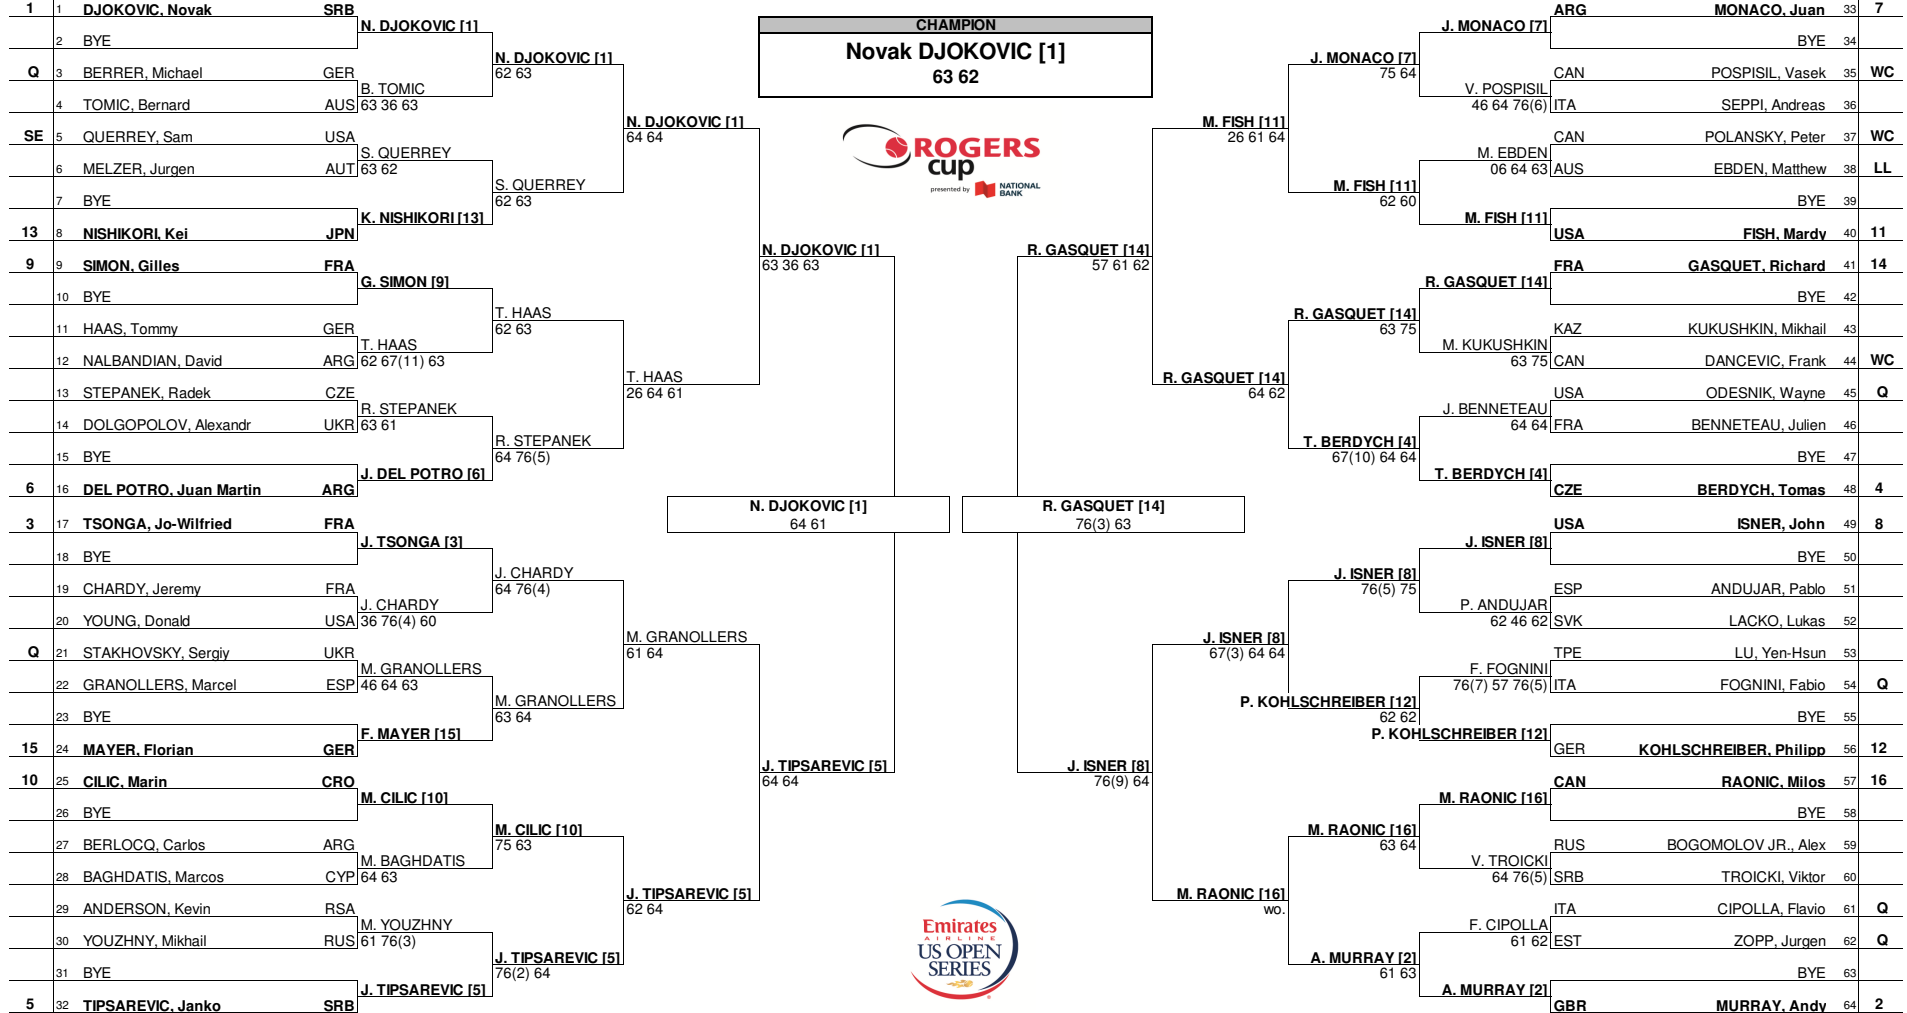 1 1 DJOKOVIC, Novak SRB
2 BYE
Q 3 BERRER, Michael GER
4 TOMIC, Bernard AUS
SE 5 QUERREY, Sam USA
6 MELZER, Jurgen AUT
7 BYE
13 8 NISHIKORI, Kei JPN
9 9 SIMON, Gilles FRA
10 BYE
11 HAAS, Tommy GER
12 NALBANDIAN, David ARG
13 STEPANEK, Radek CZE
14 DOLGOPOLOV, Alexandr UKR
15 BYE
6 16 DEL POTRO, Juan Martin ARG
3 17 TSONGA, Jo-Wilfried FRA
18 BYE
19 CHARDY, Jeremy FRA
20 YOUNG, Donald USA
Q 21 STAKHOVSKY, Sergiy UKR
22 GRANOLLERS, Marcel ESP
23 BYE
15 24 MAYER, Florian GER
10 25 CILIC, Marin CRO
26 BYE
27 BERLOCQ, Carlos ARG
28 BAGHDATIS, Marcos CYP
29 ANDERSON, Kevin RSA
30 YOUZHNY, Mikhail RUS
31 BYE
5 32 TIPSAREVIC, Janko SRB
N. DJOKOVIC [1]
B. TOMIC
63 36 63
S. QUERREY
63 62
K. NISHIKORI [13]
G. SIMON [9]
T. HAAS
62 67(11) 63
R. STEPANEK
63 61
J. DEL POTRO [6]
J. TSONGA [3]
J. CHARDY
36 76(4) 60
M. GRANOLLERS
46 64 63
F. MAYER [15]
M. CILIC [10]
M. BAGHDATIS
64 63
M. YOUZHNY
61 76(3)
J. TIPSAREVIC [5]
N. DJOKOVIC [1]
62 63
S. QUERREY
62 63
T. HAAS
62 63
R. STEPANEK
64 76(5)
J. CHARDY
64 76(4)
M. GRANOLLERS
63 64
M. CILIC [10]
75 63
J. TIPSAREVIC [5]
76(2) 64
N. DJOKOVIC [1]
64 64
T. HAAS
26 64 61
M. GRANOLLERS
61 64
J. TIPSAREVIC [5]
62 64
N. DJOKOVIC [1]
63 36 63
J. TIPSAREVIC [5]
64 64
N. DJOKOVIC [1]
64 61
CHAMPION
Novak DJOKOVIC [1]
63 62
ROGERS
cup
presented by NATIONAL
BANK
Emirates
AIRLINE
US OPEN
SERIES
R. GASQUET [14]
76(3) 63
R. GASQUET [14]
57 61 62
J. ISNER [8]
76(9) 64
M. FISH [11]
26 61 64
R. GASQUET [14]
64 62
J. ISNER [8]
67(3) 64 64
M. RAONIC [16]
wo.
J. MONACO [7]
75 64
M. FISH [11]
62 60
R. GASQUET [14]
63 75
T. BERDYCH [4]
67(10) 64 64
J. ISNER [8]
76(5) 75
P. KOHLSCHREIBER [12]
62 62
M. RAONIC [16]
63 64
A. MURRAY [2]
61 63
J. MONACO [7]
V. POSPISIL
46 64 76(6)
M. EBDEN
06 64 63
M. FISH [11]
R. GASQUET [14]
M. KUKUSHKIN
63 75
J. BENNETEAU
64 64
T. BERDYCH [4]
J. ISNER [8]
P. ANDUJAR
62 46 62
F. FOGNINI
76(7) 57 76(5)
P. KOHLSCHREIBER [12]
M. RAONIC [16]
V. TROICKI
64 76(5)
F. CIPOLLA
61 62
A. MURRAY [2]
ARG MONACO, Juan 33 7
BYE 34
CAN POSPISIL, Vasek 35 WC
ITA SEPPI, Andreas 36
CAN POLANSKY, Peter 37 WC
AUS EBDEN, Matthew 38 LL
BYE 39
USA FISH, Mardy 40 11
FRA GASQUET, Richard 41 14
BYE 42
KAZ KUKUSHKIN, Mikhail 43
CAN DANCEVIC, Frank 44 WC
USA ODESNIK, Wayne 45 Q
FRA BENNETEAU, Julien 46
BYE 47
CZE BERDYCH, Tomas 48 4
USA ISNER, John 49 8
BYE 50
ESP ANDUJAR, Pablo 51
SVK LACKO, Lukas 52
TPE LU, Yen-Hsun 53
ITA FOGNINI, Fabio 54 Q
BYE 55
GER KOHLSCHREIBER, Philipp 56 12
CAN RAONIC, Milos 57 16
BYE 58
RUS BOGOMOLOV JR., Alex 59
SRB TROICKI, Viktor 60
ITA CIPOLLA, Flavio 61 Q
EST ZOPP, Jurgen 62 Q
BYE 63
GBR MURRAY, Andy 64 2